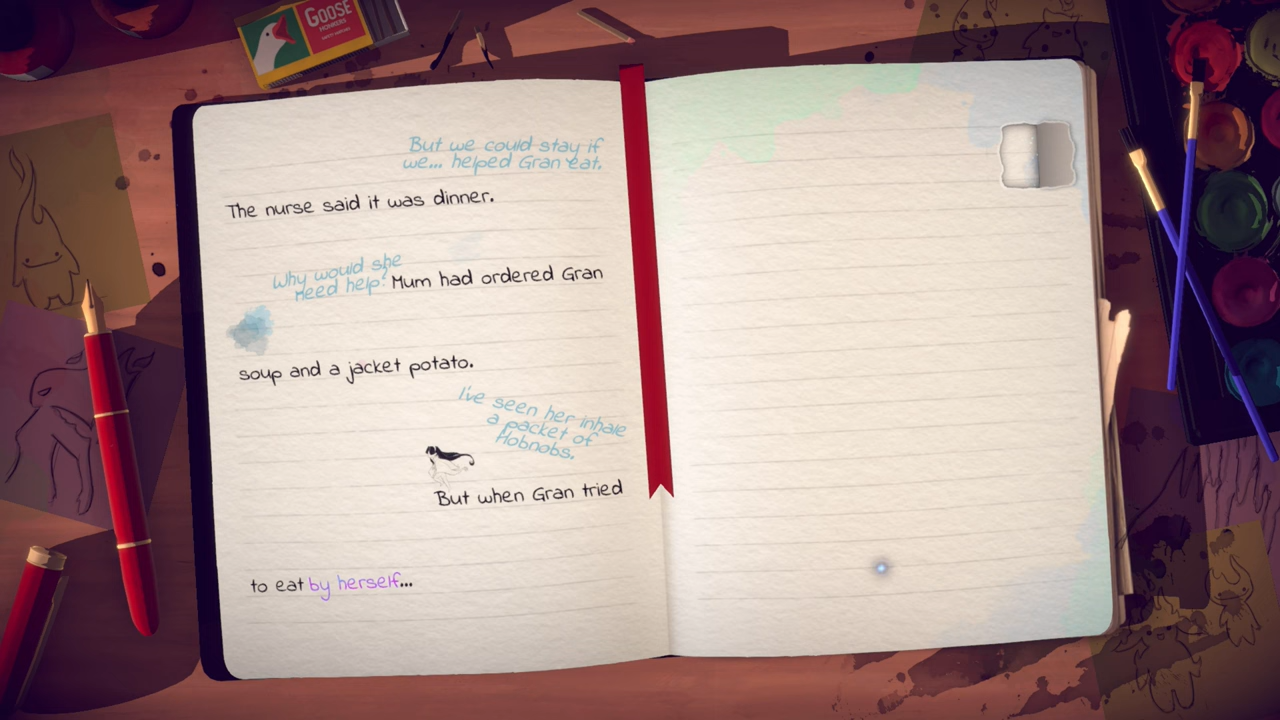 GOOSE
But we could stay if
we... helped Gran eat.
The nurse said it was dinner.
Why would she
need help?
Mum had ordered Gran
soup and a jacket potato.
I've seen her inhale
a packet of
Hobnobs.
But when Gran tried
to eat by herself...